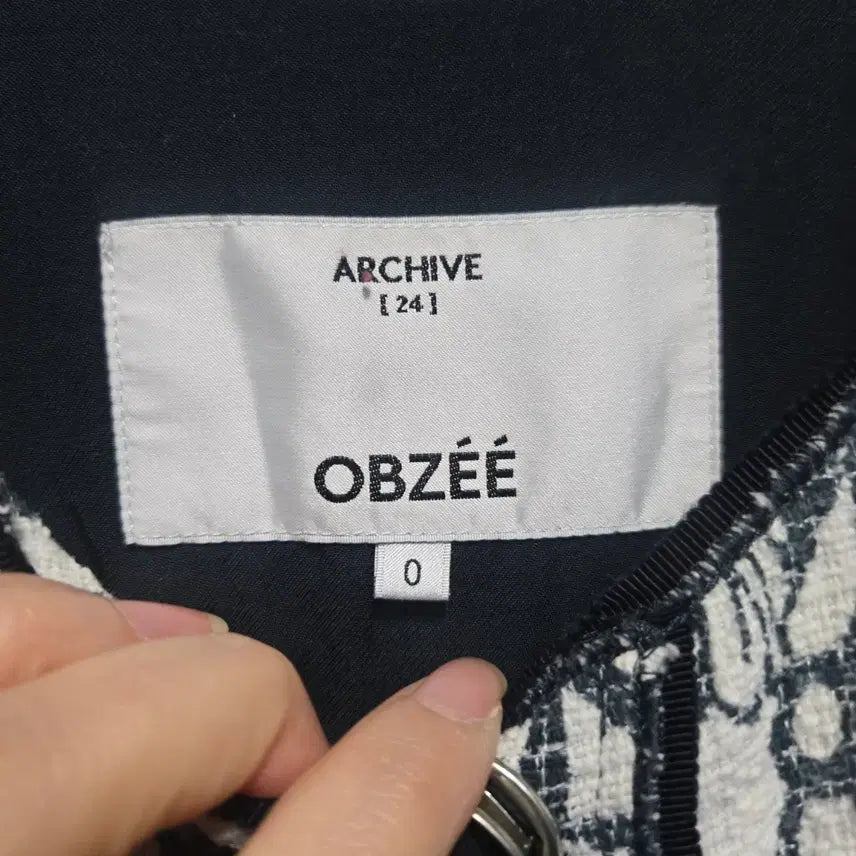 ARCHIVE
[24]
OBZÉÉ
0